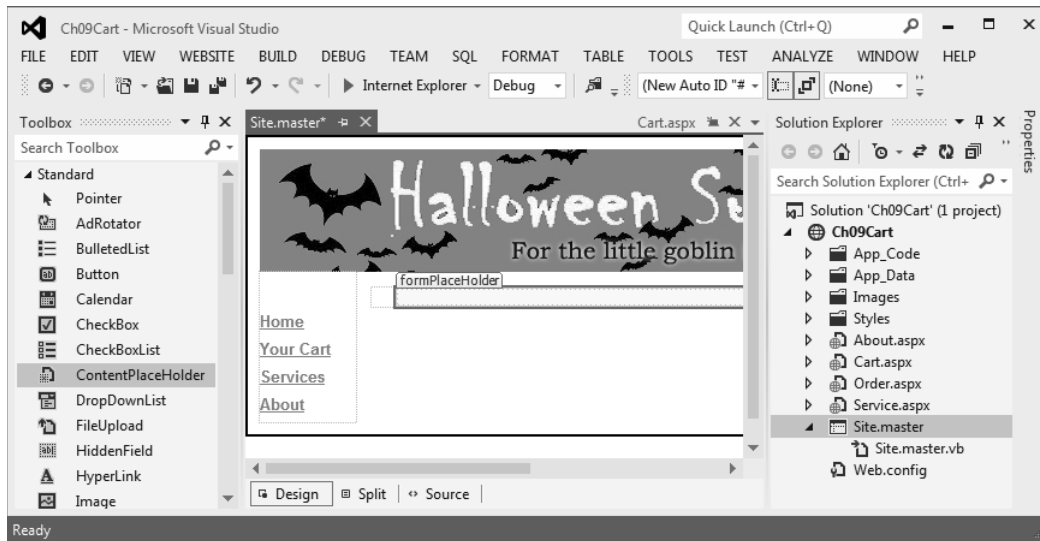 Ch09Cart - Microsoft Visual Studio
Quick Launch (Ctrl+Q)
FILE EDIT VIEW WEBSITE BUILD DEBUG TEAM SQL FORMAT TABLE TOOLS TEST ANALYZE WINDOW HELP
Internet Explorer Debug (New Auto ID "# (None)
Toolbox
Search Toolbox
Standard
Pointer
AdRotator
BulletedList
Button
Calendar
CheckBox
CheckBoxList
ContentPlaceHolder
DropDownList
FileUpload
HiddenField
HyperLink
Image
Site.master*
Cart.aspx
Halloween Su
For the little goblin
formPlaceHolder
Home
Your Cart
Services
About
Design Split Source
Solution Explorer
Search Solution Explorer (Ctrl+
Solution 'Ch09Cart' (1 project)
Ch09Cart
App_Code
App_Data
Images
Styles
About.aspx
Cart.aspx
Order.aspx
Service.aspx
Site.master
Site.master.vb
Web.config
Properties
Ready